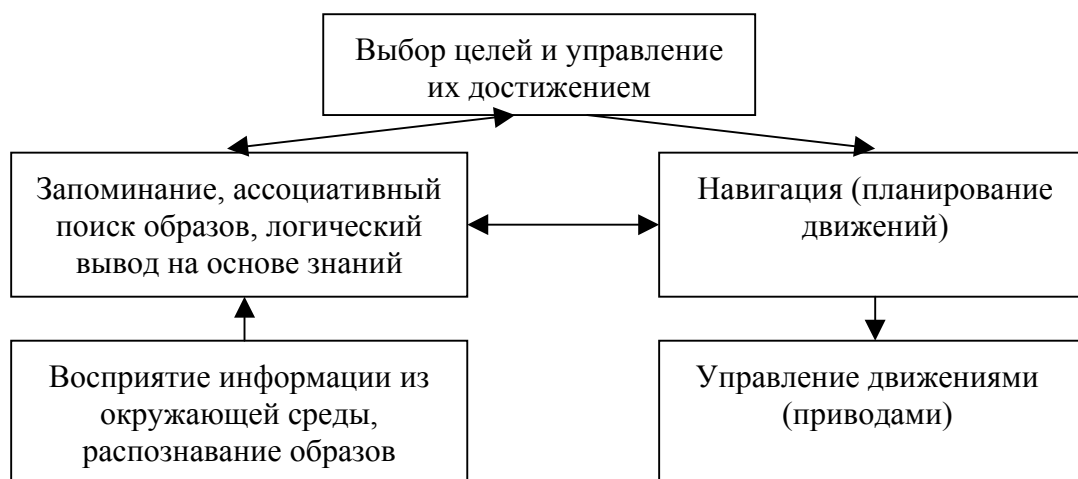 Выбор целей и управление
их достижением
Запоминание, ассоциативный
поиск образов, логический
вывод на основе знаний
Навигация (планирование
движений)
Восприятие информации из
окружающей среды,
распознавание образов
Управление движениями
(приводами)